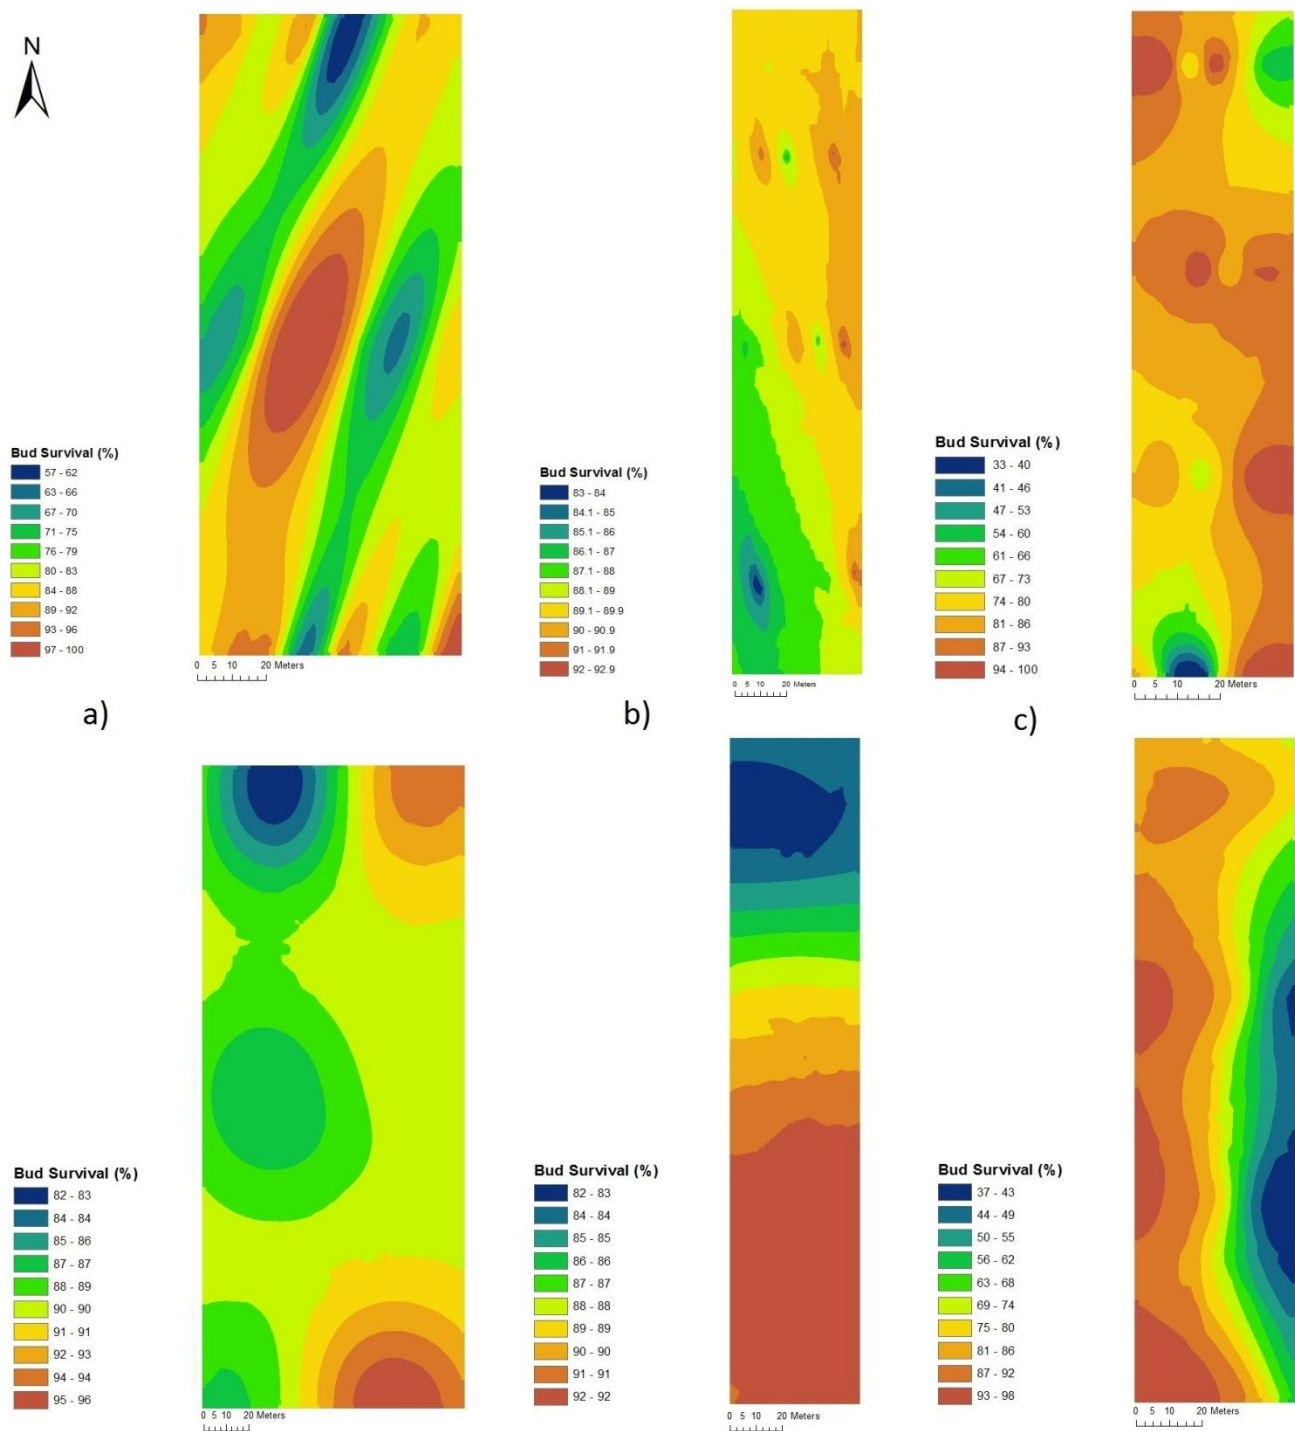 N
Bud Survival (%)
57 - 62
63 - 66
67 - 70
71 - 75
76 - 79
80 - 83
84 - 88
89 - 92
93 - 96
97 - 100
0 5 10 20 Meters
a)
Bud Survival (%)
83 - 84
84.1 - 85
85.1 - 86
86.1 - 87
87.1 - 88
88.1 - 89
89.1 - 89.9
90 - 90.9
91 - 91.9
92 - 92.9
0 5 10 20 Meters
b)
Bud Survival (%)
33 - 40
41 - 46
47 - 53
54 - 60
61 - 66
67 - 73
74 - 80
81 - 86
87 - 93
94 - 100
0 5 10 20 Meters
c)
Bud Survival (%)
82 - 83
84 - 84
85 - 86
87 - 87
88 - 89
90 - 90
91 - 91
92 - 93
94 - 94
95 - 96
0 5 10 20 Meters
Bud Survival (%)
82 - 83
84 - 84
85 - 85
86 - 86
87 - 87
88 - 88
89 - 89
90 - 90
91 - 91
92 - 92
0 5 10 20 Meters
Bud Survival (%)
37 - 43
44 - 49
50 - 55
56 - 62
63 - 68
69 - 74
75 - 80
81 - 86
87 - 92
93 - 98
0 5 10 20 Meters